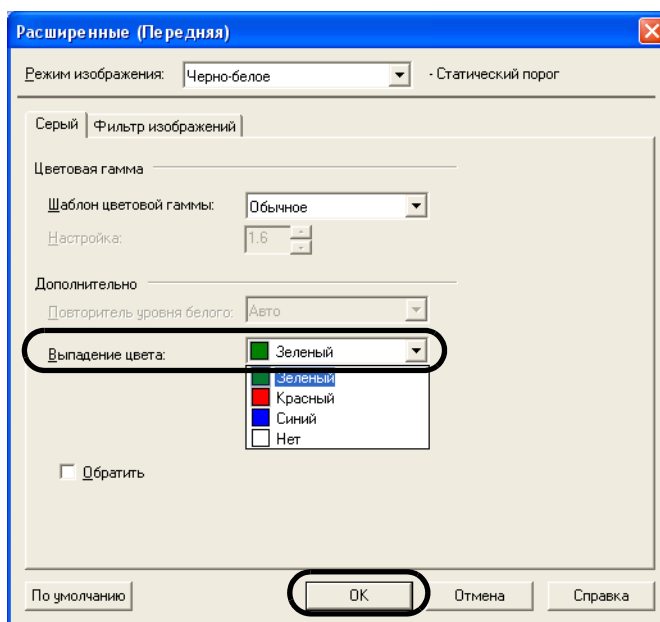 Расширенные (Передняя)
Режим изображения: Черно-белое - Статический порог
Серый Фильтр изображений
Цветовая гамма
Шаблон цветовой гаммы: Обычное
Настройка: 1.6
Дополнительно
Повторитель уровня белого: Авто
Выпадение цвета: Зеленый
Зеленый
Красный
Синий
Нет
Обратить
По умолчанию OK Отмена Справка